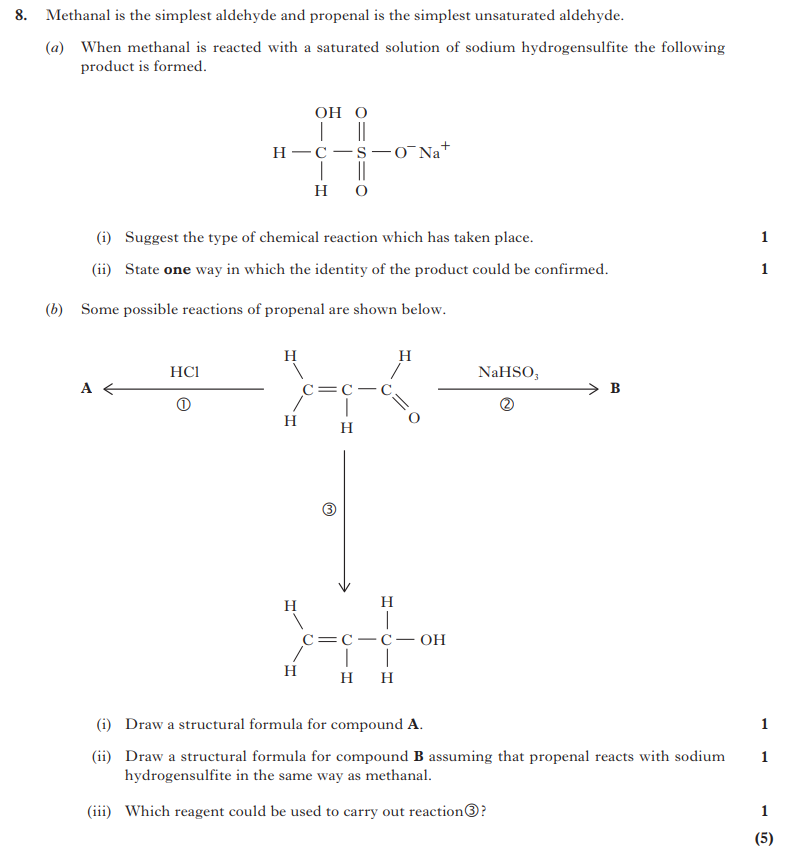 8. Methanal is the simplest aldehyde and propenal is the simplest unsaturated aldehyde.
(a) When methanal is reacted with a saturated solution of sodium hydrogensulfite the following
product is formed.
OH O
H — C — S — O⁻ Na⁺
H O
(i) Suggest the type of chemical reaction which has taken place. 1
(ii) State one way in which the identity of the product could be confirmed. 1
(b) Some possible reactions of propenal are shown below.
H H
HCl NaHSO₃
A C = C — C B
① ②
H H O
③
H H
C = C — C — OH
H H H
(i) Draw a structural formula for compound A. 1
(ii) Draw a structural formula for compound B assuming that propenal reacts with sodium 1
hydrogensulfite in the same way as methanal.
(iii) Which reagent could be used to carry out reaction③? 1
(5)